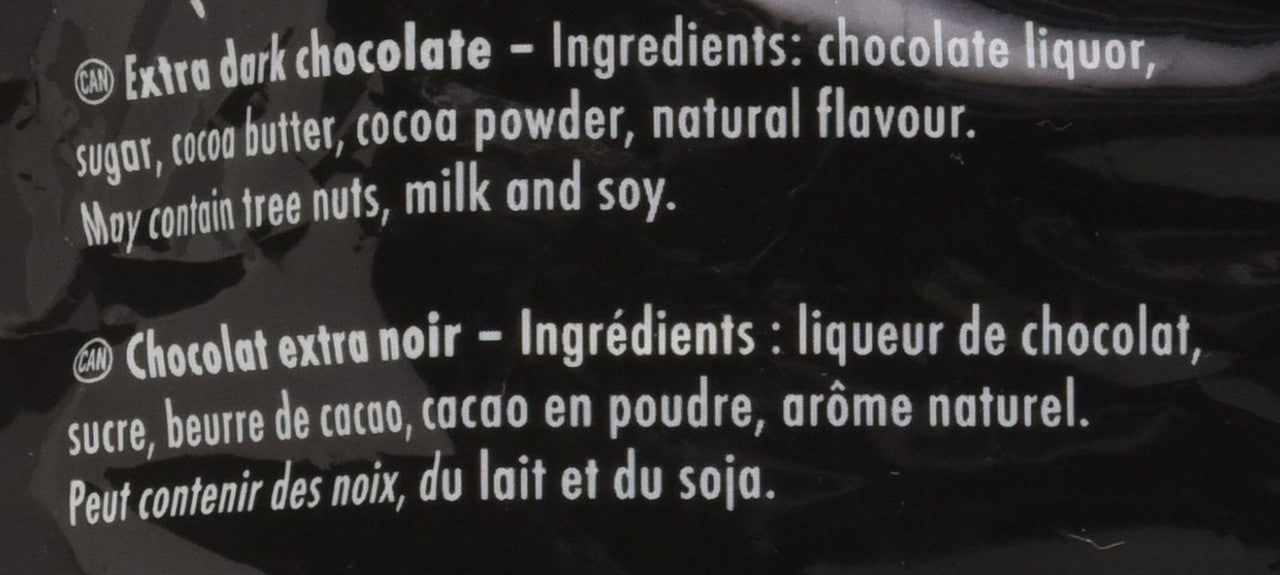 CAN Extra dark chocolate – Ingredients: chocolate liquor,
sugar, cocoa butter, cocoa powder, natural flavour.
May contain tree nuts, milk and soy.
CAN Chocolat extra noir – Ingrédients : liqueur de chocolat,
sucre, beurre de cacao, cacao en poudre, arôme naturel.
Peut contenir des noix, du lait et du soja.